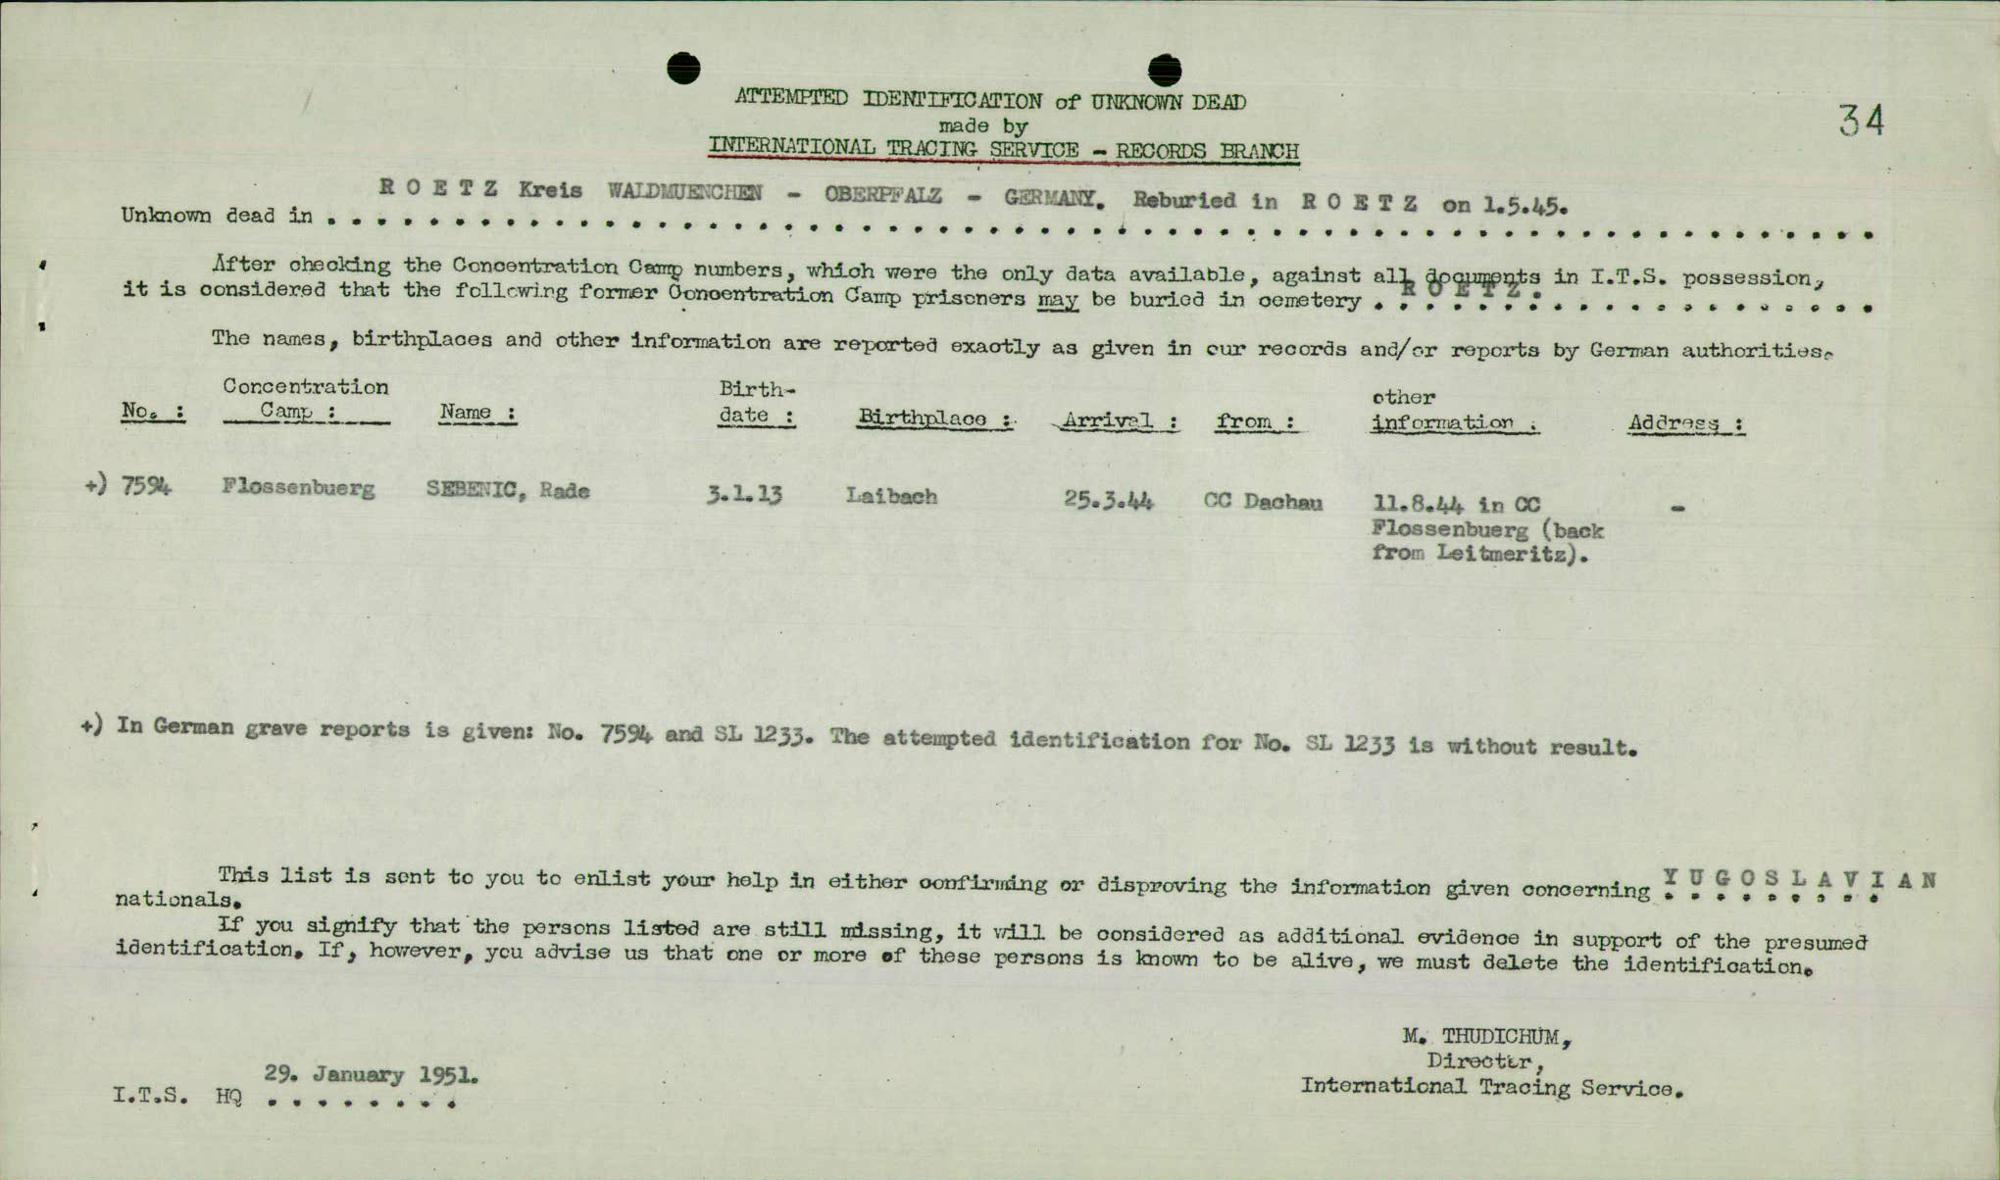 ATTEMPTED IDENTIFICATION of UNKNOWN DEAD
made by
INTERNATIONAL TRACING SERVICE - RECORDS BRANCH
34
R O E T Z Kreis WALDMUENCHEN - OBERPFALZ - GERMANY. Reburied in R O E T Z on 1.5.45.
Unknown dead in . . . . . . . . . . . . . . . . . . . . . . . . . . . . . . . . . . . . . . . . . . . . . . . . . . . . . . . . . . . .
After checking the Concentration Camp numbers, which were the only data available, against all documents in I.T.S. possession,
it is considered that the following former Concentration Camp prisoners may be buried in cemetery . R O E T Z . . . . . . . . . . . . . .
The names, birthplaces and other information are reported exactly as given in our records and/or reports by German authorities.
No. : Concentration Camp : Name : Birth-date : Birthplace : Arrival : from : other information : Address :
+) 7594 Flossenbuerg SEBENIC, Rade 3.1.13 Laibach 25.3.44 CC Dachau 11.8.44 in CC -
Flossenbuerg (back
from Leitmeritz).
+) In German grave reports is given: No. 7594 and SL 1233. The attempted identification for No. SL 1233 is without result.
This list is sent to you to enlist your help in either confirming or disproving the information given concerning Y U G O S L A V I A N
nationals.
If you signify that the persons listed are still missing, it will be considered as additional evidence in support of the presumed
identification. If, however, you advise us that one or more of these persons is known to be alive, we must delete the identification.
M. THUDICHUM,
Director,
International Tracing Service.
29. January 1951.
I.T.S. HQ . . . . . . . .